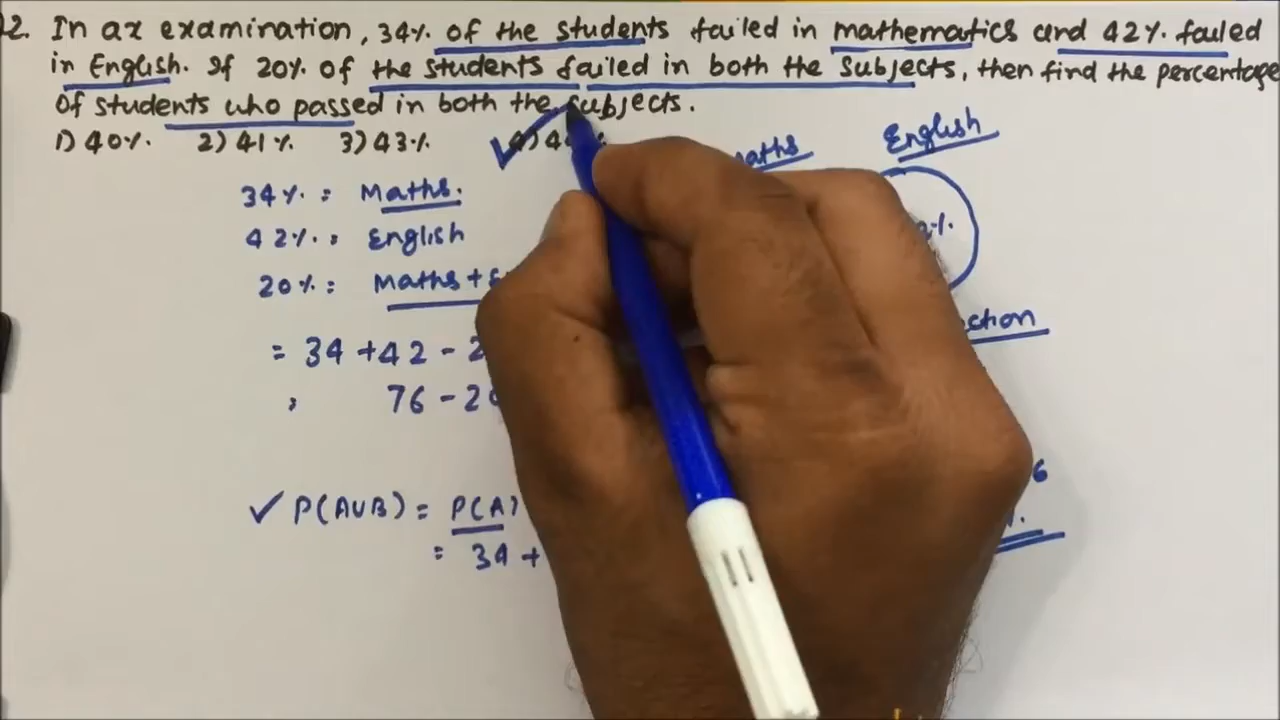 2. In ax examination, 34%. of the students failed in mathematics and 42%. failed
in English. If 20%. of the students failed in both the subjects, then find the percentage
of students who passed in both the subjects.
1) 40%. 2) 41%. 3) 43%. 4)
English
34%. = Maths.
42%. = English
20%. = Maths +
= 34 + 42 -
76 -
P(AUB) = P(A)
= 34 +